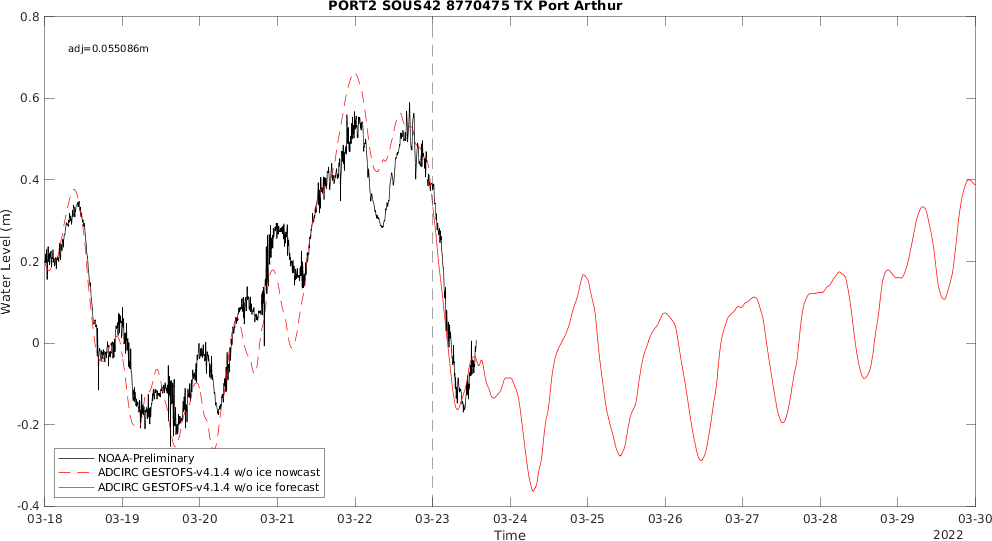 PORT2 SOUS42 8770475 TX Port Arthur
adj=0.055086m
0.8
0.6
0.4
0.2
0
-0.2
-0.4
Water Level (m)
NOAA-Preliminary
ADCIRC GESTOFS-v4.1.4 w/o ice nowcast
ADCIRC GESTOFS-v4.1.4 w/o ice forecast
03-18 03-19 03-20 03-21 03-22 03-23 03-24 03-25 03-26 03-27 03-28 03-29 03-30
Time
2022